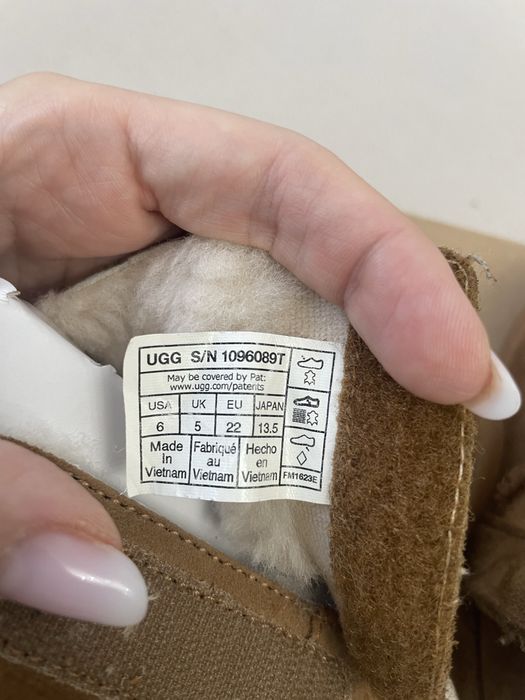 UGG S/N 1096089T
May be covered by Pat:
www.ugg.com/patents
USA UK EU JAPAN
6 5 22 13.5
Made in Vietnam
Fabriqué au Vietnam
Hecho en Vietnam
FM1623E